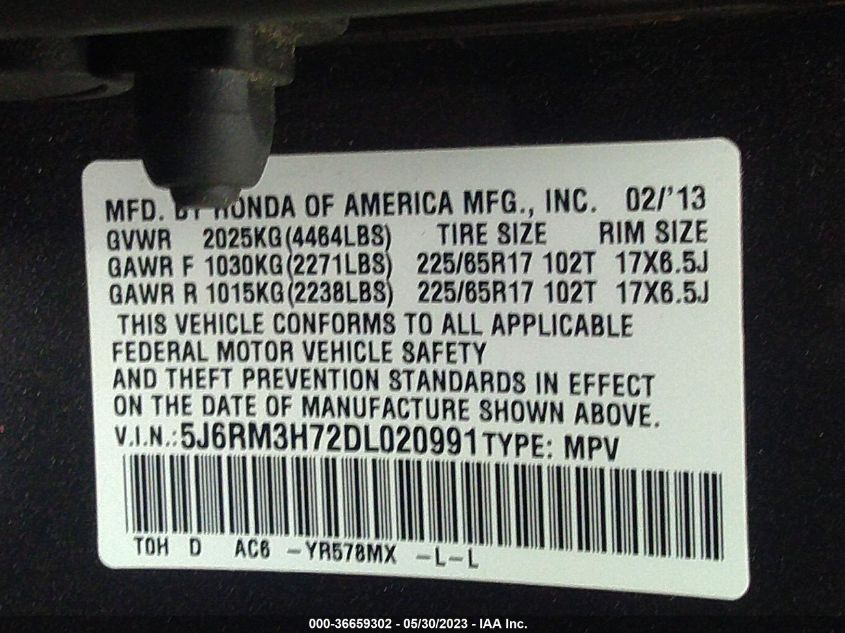 MFD. BY HONDA OF AMERICA MFG., INC. 02/'13
GVWR 2025KG(4464LBS) TIRE SIZE RIM SIZE
GAWR F 1030KG(2271LBS) 225/65R17 102T 17X6.5J
GAWR R 1015KG(2238LBS) 225/65R17 102T 17X6.5J
THIS VEHICLE CONFORMS TO ALL APPLICABLE
FEDERAL MOTOR VEHICLE SAFETY
AND THEFT PREVENTION STANDARDS IN EFFECT
ON THE DATE OF MANUFACTURE SHOWN ABOVE.
V.I.N.:5J6RM3H72DL020991 TYPE: MPV
T0H D AC6 -YR578MX -L-L
000-36659302 - 05/30/2023 - IAA Inc.